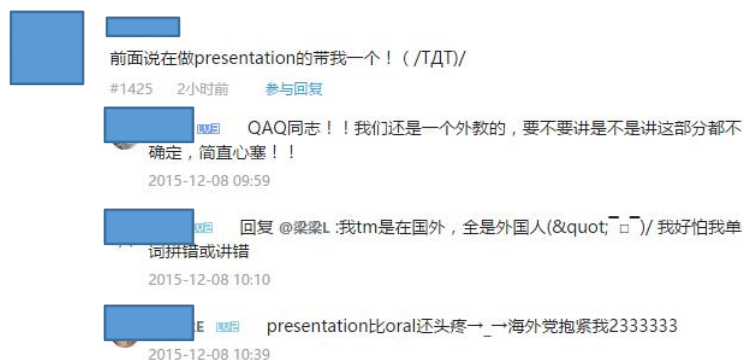 前面说在做presentation的带我一个！( /TДT)/
#1425 2小时前 参与回复
LV3 QAQ同志！！我们还是一个外教的，要不要讲是不是讲这部分都不
确定，简直心塞！！
2015-12-08 09:59
LV2 回复 @梁梁L :我tm是在国外，全是外国人(&quot;▔□▔)/ 我好怕我单
词拼错或讲错
2015-12-08 10:10
E LV2 presentation比oral还头疼→_→海外党抱紧我2333333
2015-12-08 10:39